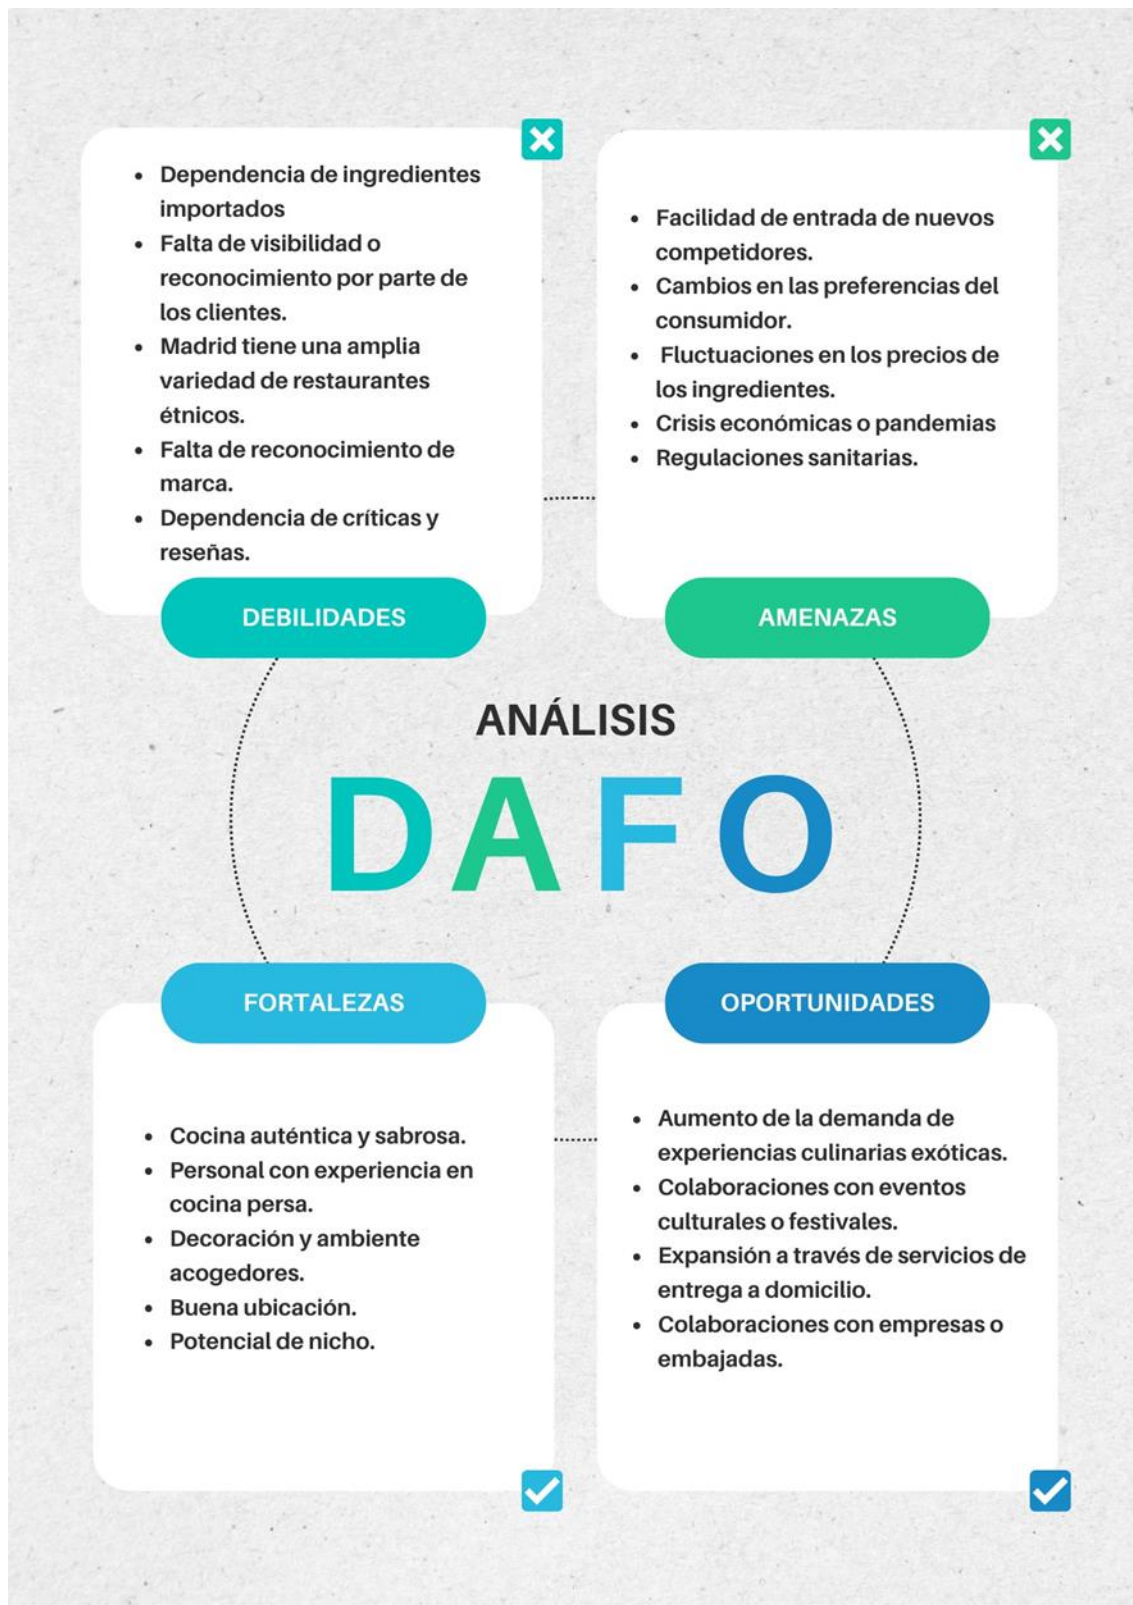 • Dependencia de ingredientes
importados
• Falta de visibilidad o
reconocimiento por parte de
los clientes.
• Madrid tiene una amplia
variedad de restaurantes
étnicos.
• Falta de reconocimiento de
marca.
• Dependencia de críticas y
reseñas.
DEBILIDADES
• Facilidad de entrada de nuevos
competidores.
• Cambios en las preferencias del
consumidor.
• Fluctuaciones en los precios de
los ingredientes.
• Crisis económicas o pandemias
• Regulaciones sanitarias.
AMENAZAS
ANÁLISIS
DAFO
FORTALEZAS
• Cocina auténtica y sabrosa.
• Personal con experiencia en
cocina persa.
• Decoración y ambiente
acogedores.
• Buena ubicación.
• Potencial de nicho.
OPORTUNIDADES
• Aumento de la demanda de
experiencias culinarias exóticas.
• Colaboraciones con eventos
culturales o festivales.
• Expansión a través de servicios de
entrega a domicilio.
• Colaboraciones con empresas o
embajadas.